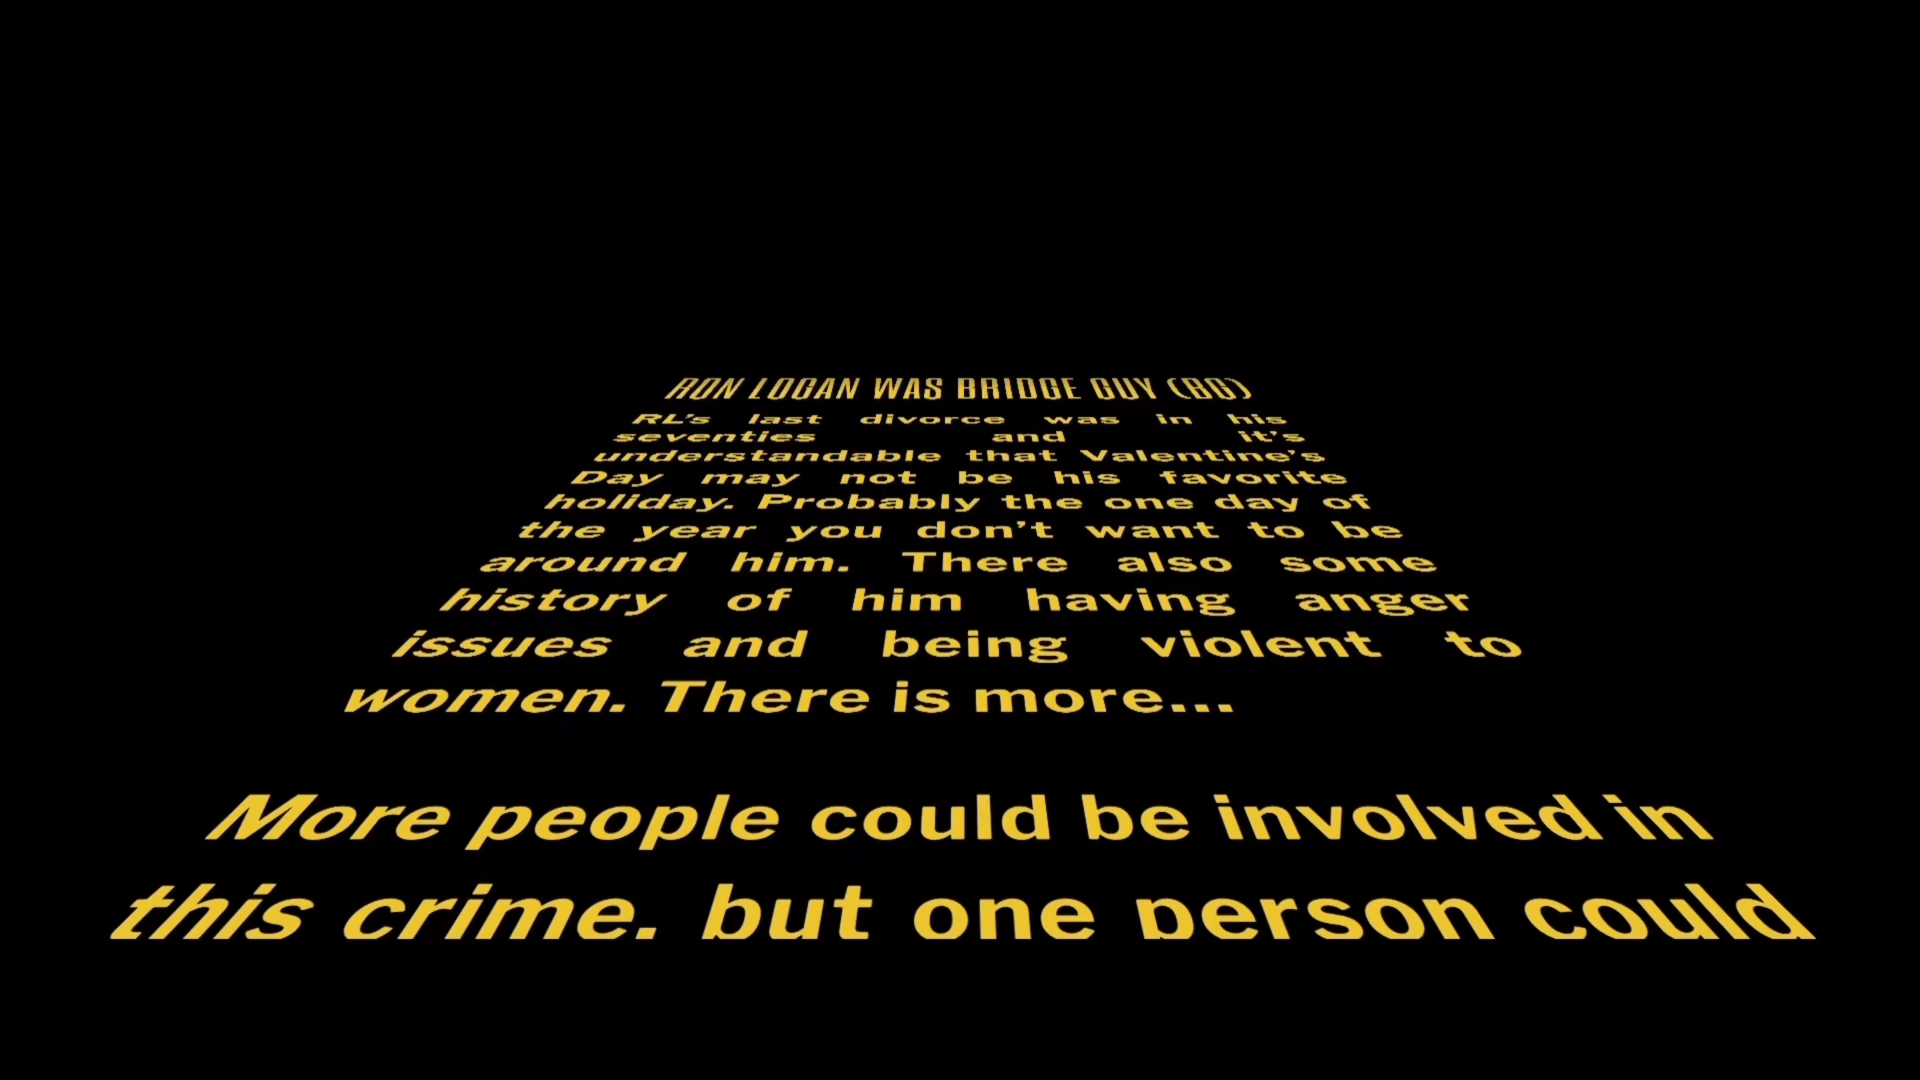 RON LOGAN WAS BRIDGE GUY (BG)
RL's last divorce was in his
seventies and it's
understandable that Valentine's
Day may not be his favorite
holiday. Probably the one day of
the year you don't want to be
around him. There also some
history of him having anger
issues and being violent to
women. There is more...
More people could be involved in
this crime, but one person could